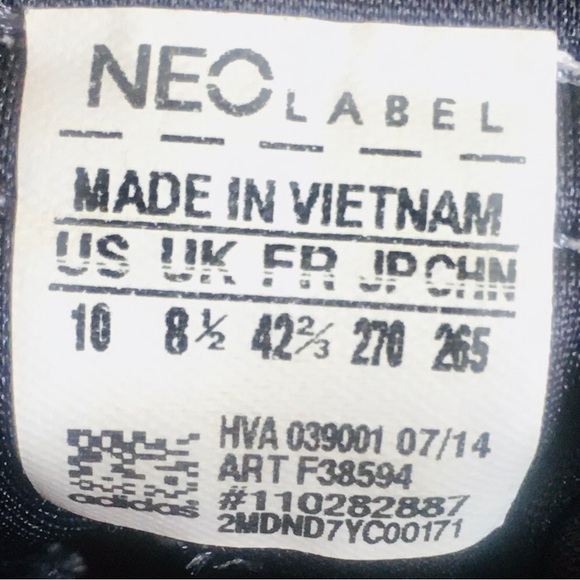 NEO LABEL
MADE IN VIETNAM
US UK FR JP CHN
10 8½ 42⅔ 270 265
HVA 039001 07/14
ART F38594
#110282887
2MDND7YC00171
adidas